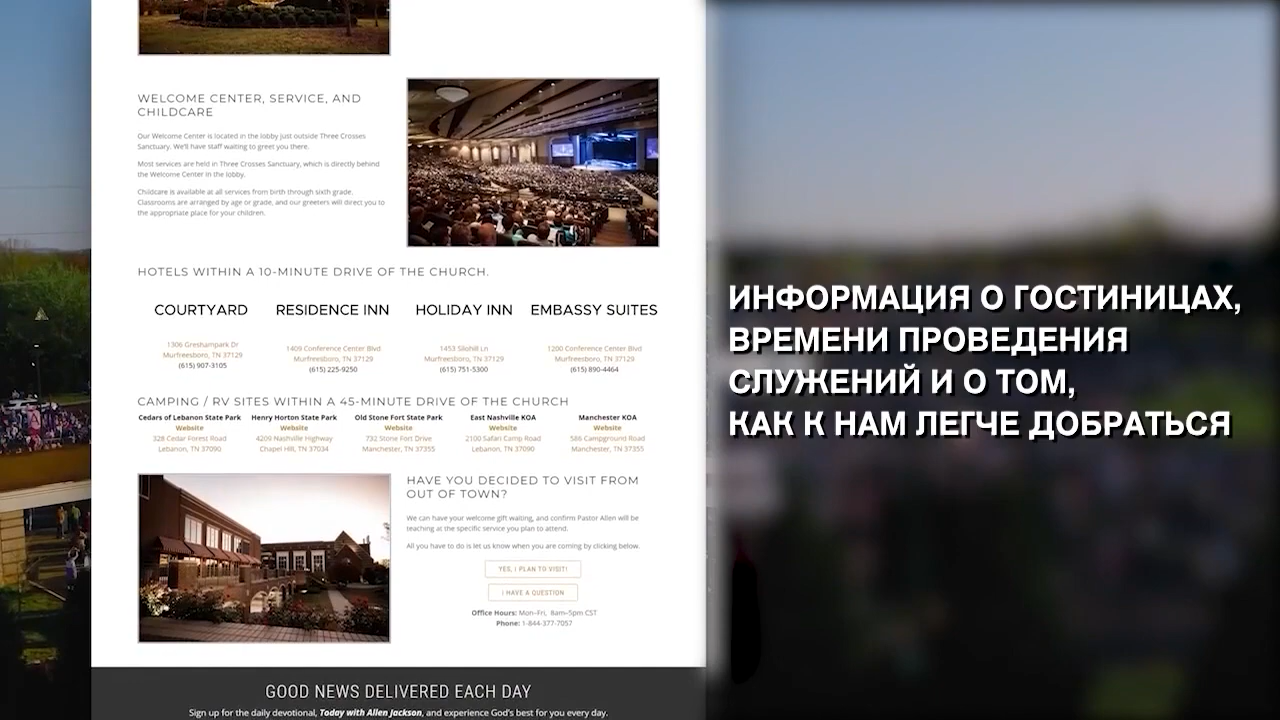 WELCOME CENTER, SERVICE, AND
CHILDCARE
Our Welcome Center is located in the lobby just outside Three Crosses
Sanctuary. We'll have staff waiting to greet you there.
Most services are held in Three Crosses Sanctuary, which is directly behind
the Welcome Center in the lobby.
Childcare is available at all services from birth through sixth grade.
Classrooms are arranged by age or grade, and our greeters will direct you to
the appropriate place for your children.
HOTELS WITHIN A 10-MINUTE DRIVE OF THE CHURCH.
COURTYARD RESIDENCE INN HOLIDAY INN EMBASSY SUITES
1306 Greshampark Dr 1409 Conference Center Blvd 1453 Silohill Ln 1200 Conference Center Blvd
Murfreesboro, TN 37129 Murfreesboro, TN 37129 Murfreesboro, TN 37129 Murfreesboro, TN 37129
(615) 907-3105 (615) 225-9250 (615) 751-5300 (615) 890-4464
CAMPING / RV SITES WITHIN A 45-MINUTE DRIVE OF THE CHURCH
Cedars of Lebanon State Park Henry Horton State Park Old Stone Fort State Park East Nashville KOA Manchester KOA
Website Website Website Website Website
328 Cedar Forest Road 4209 Nashville Highway 732 Stone Fort Drive 2100 Safari Camp Road 586 Campground Road
Lebanon, TN 37090 Chapel Hill, TN 37034 Manchester, TN 37355 Lebanon, TN 37090 Manchester, TN 37355
HAVE YOU DECIDED TO VISIT FROM
OUT OF TOWN?
We can have your welcome gift waiting, and confirm Pastor Allen will be
teaching at the specific service you plan to attend.
All you have to do is let us know when you are coming by clicking below.
YES, I PLAN TO VISIT!
I HAVE A QUESTION
Office Hours: Mon–Fri, 8am–5pm CST
Phone: 1-844-377-7057
GOOD NEWS DELIVERED EACH DAY
Sign up for the daily devotional, Today with Allen Jackson, and experience God's best for you every day.
ИНФОРМАЦИЯ О ГОСТИНИЦАХ,
ВРЕМЕНИ ПРОВЕДЕНИЯ
СЛУЖЕНИЙ И О ТОМ,
КАК К НАМ ЛЕГЧЕ ДОБРАТЬСЯ